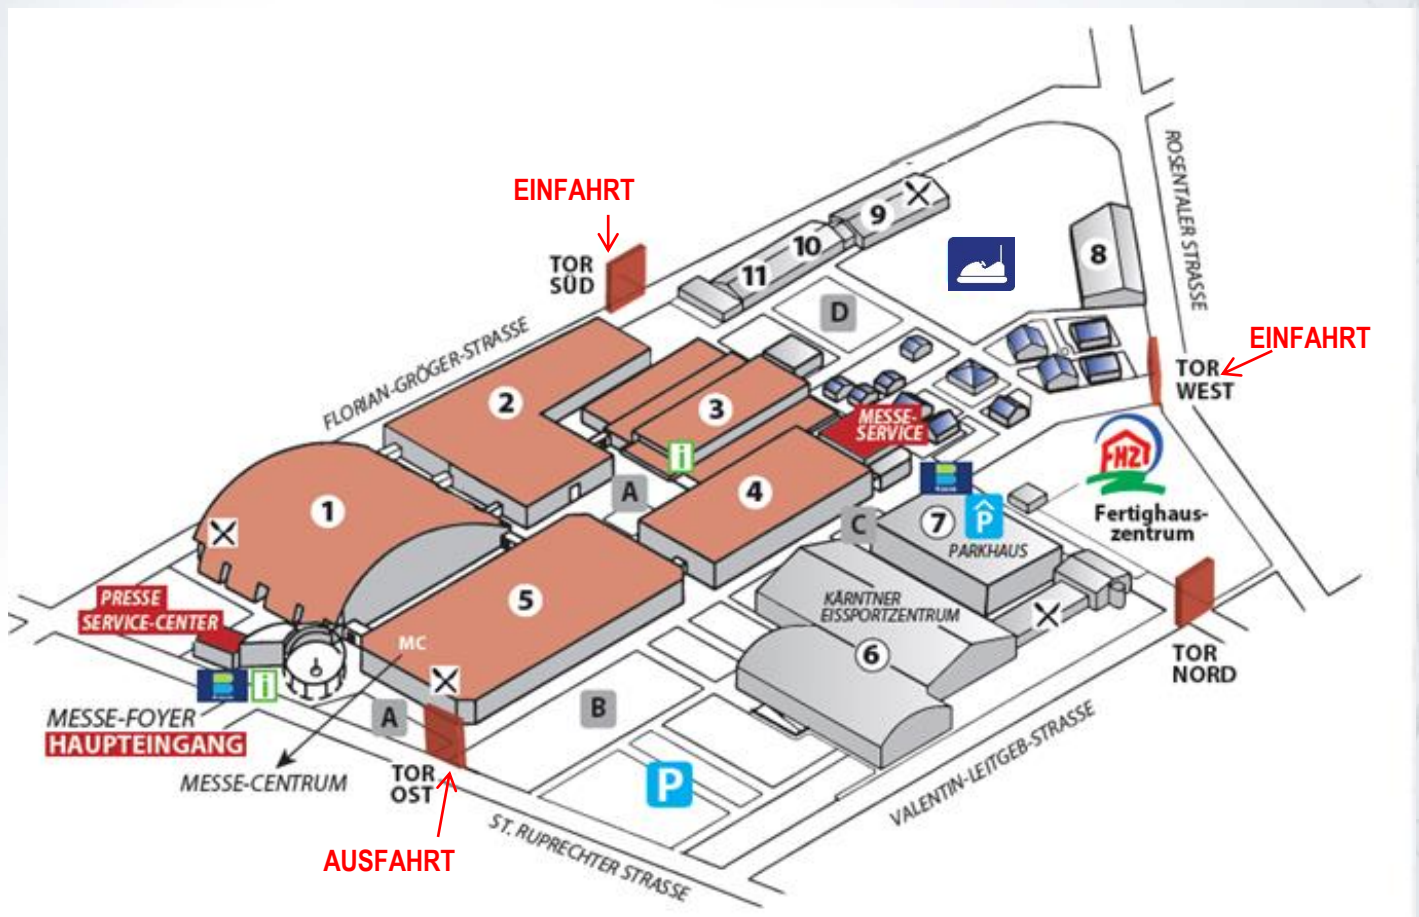 ROSENTALER STRASSE
EINFAHRT
9
TOR
SÜD
10
8
11
D
FLORIAN-GRÖGER-STRASSE
EINFAHRT
TOR
WEST
2
3
MESSE-
SERVICE
FHZ
i
A
4
1
7
P
C
PARKHAUS
Fertighaus-
zentrum
PRESSE
SERVICE-CENTER
5
KÄRNTNER
EISSPORTZENTRUM
MC
6
TOR
NORD
i
MESSE-FOYER
HAUPTEINGANG
A
B
MESSE-CENTRUM
TOR
OST
P
VALENTIN-LEITGEB-STRASSE
ST. RUPRECHTER STRASSE
AUSFAHRT